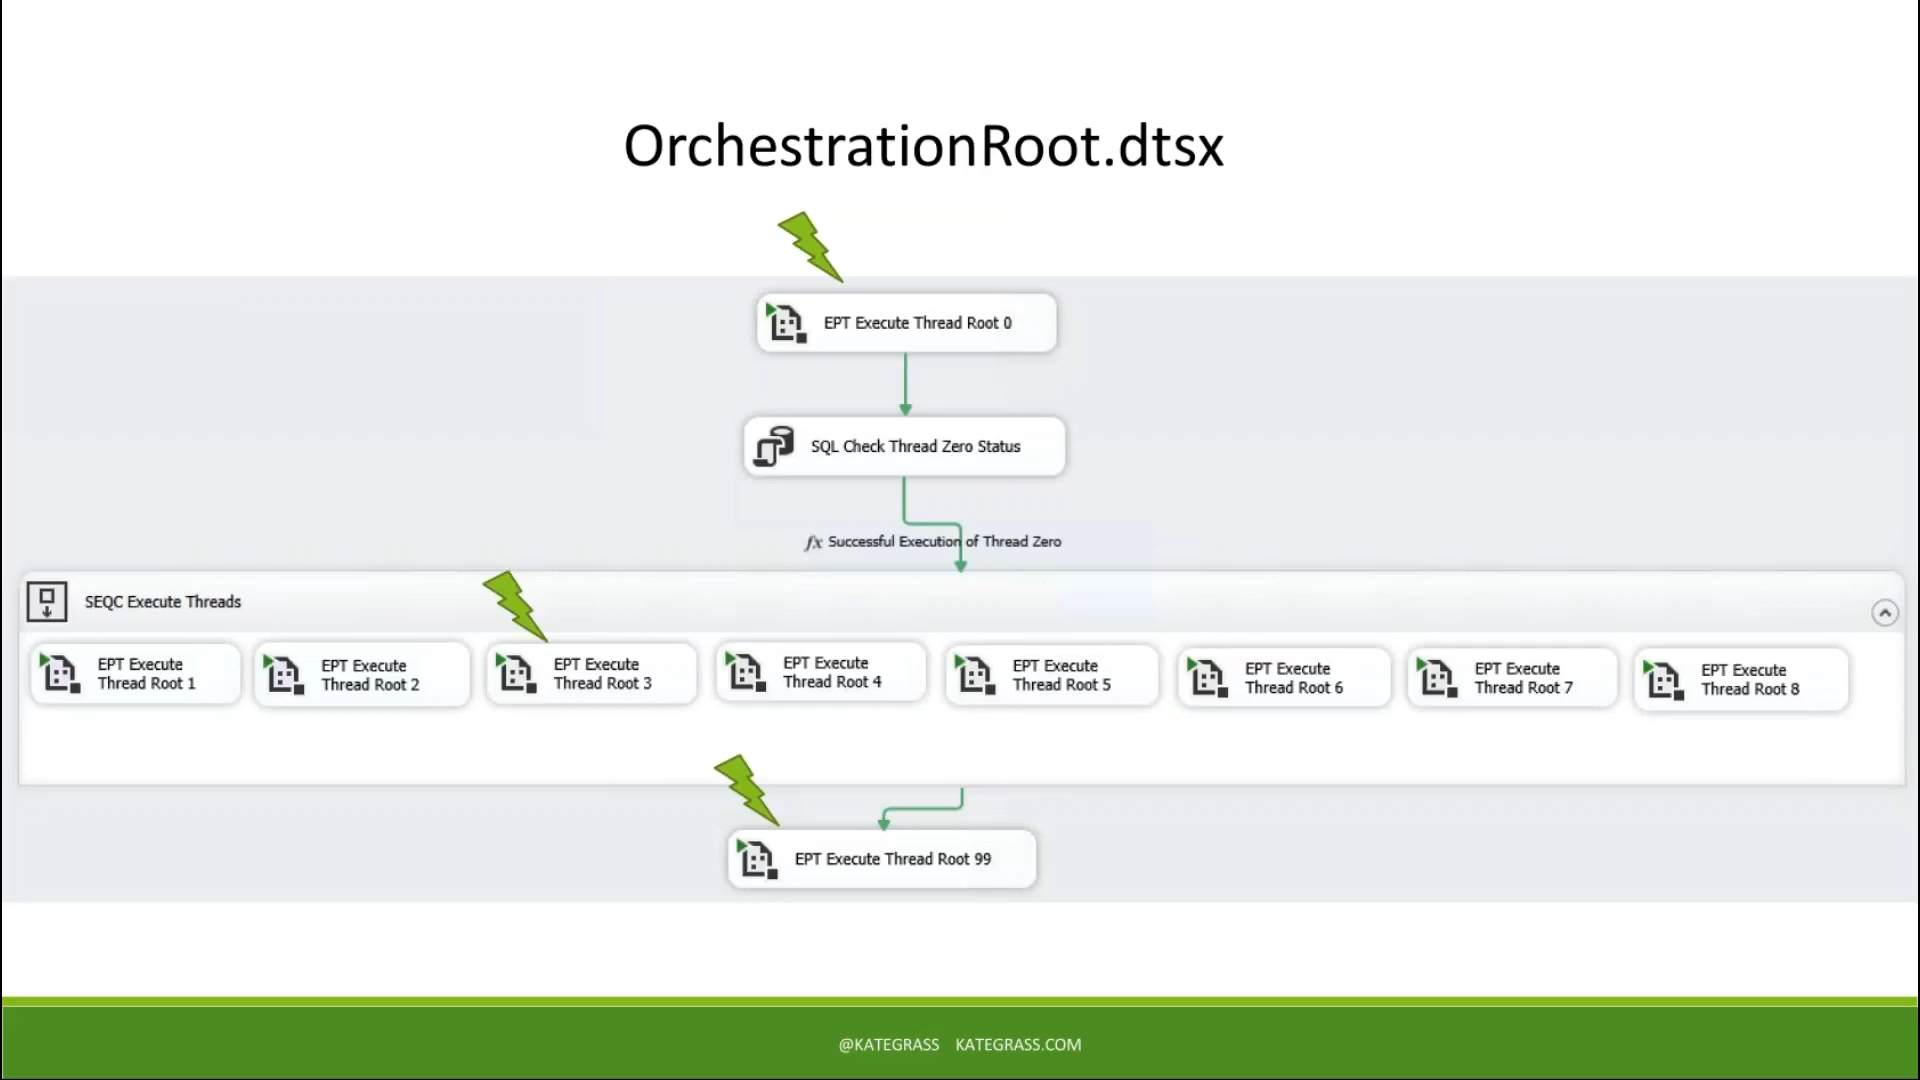 OrchestrationRoot.dtsx
EPT Execute Thread Root 0
SQL Check Thread Zero Status
fx Successful Execution of Thread Zero
SEQC Execute Threads
EPT Execute
Thread Root 1
EPT Execute
Thread Root 2
EPT Execute
Thread Root 3
EPT Execute
Thread Root 4
EPT Execute
Thread Root 5
EPT Execute
Thread Root 6
EPT Execute
Thread Root 7
EPT Execute
Thread Root 8
EPT Execute Thread Root 99
@KATEGRASS KATEGRASS.COM